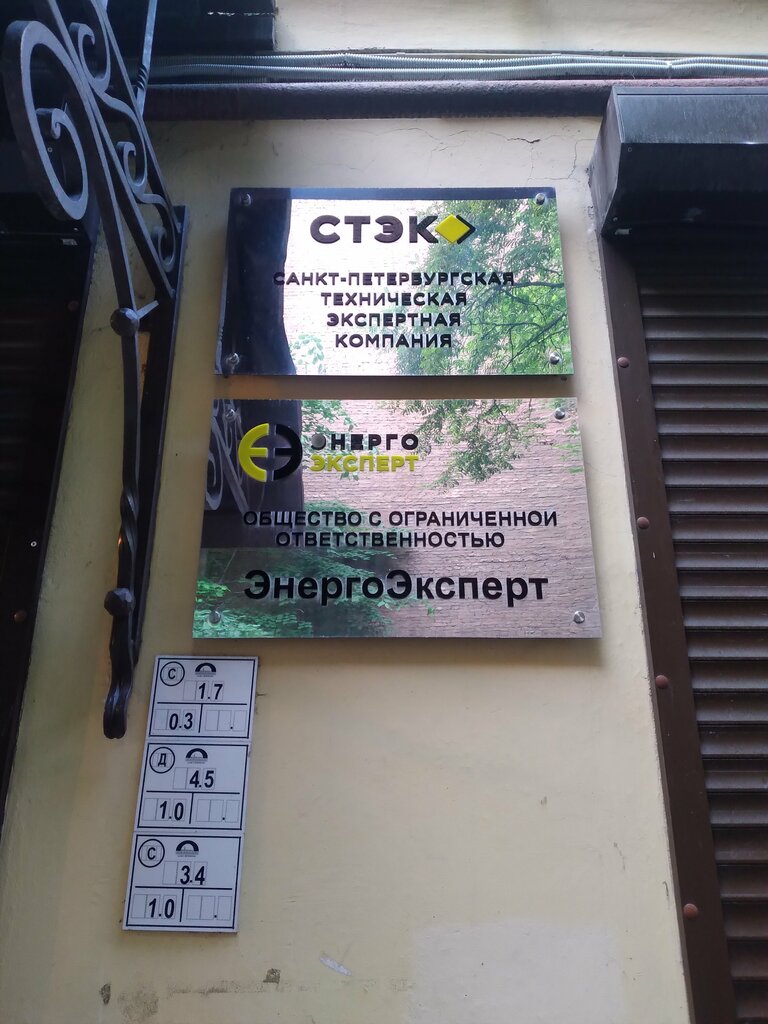 СТЭК
САНКТ-ПЕТЕРБУРГСКАЯ
ТЕХНИЧЕСКАЯ
ЭКСПЕРТНАЯ
КОМПАНИЯ
ЭНЕРГО
ЭКСПЕРТ
ОБЩЕСТВО С ОГРАНИЧЕННОЙ
ОТВЕТСТВЕННОСТЬЮ
ЭнергоЭксперт
С
1.7
0.3
Д
4.5
1.0
С
3.4
1.0